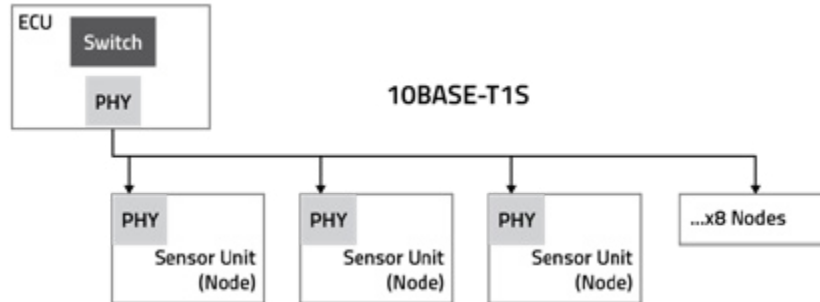 ECU
Switch
PHY
10BASE-T1S
PHY
Sensor Unit
(Node)
PHY
Sensor Unit
(Node)
PHY
Sensor Unit
(Node)
...x8 Nodes